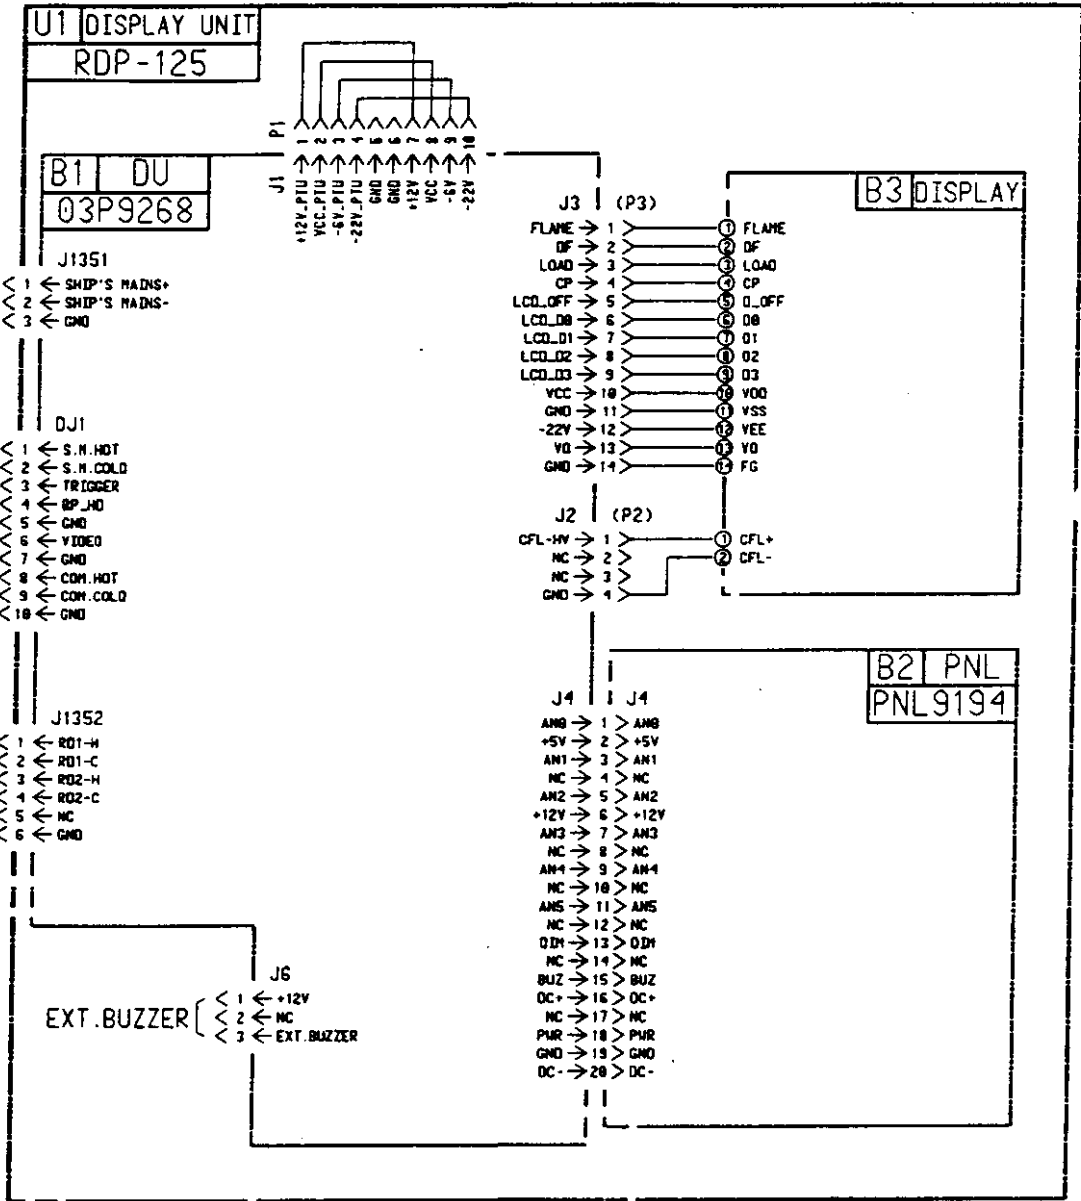 U1 DISPLAY UNIT
RDP-125
P1 1 2 3 4 5 6 7 8 9 10
J1 +12V_PTU VCC_PTU -6V_PTU -22V_PTU GND GND +12V VCC -6V -22V
B1 DU
03P9268
B3 DISPLAY
J3 (P3)
FLAME 1 1 FLAME
DF 2 2 DF
LOAD 3 3 LOAD
CP 4 4 CP
LCD_OFF 5 5 D_OFF
LCD_D0 6 6 D0
LCD_D1 7 7 D1
LCD_D2 8 8 D2
LCD_D3 9 9 D3
VCC 10 10 VDD
GND 11 11 VSS
-22V 12 12 VEE
VO 13 13 VO
GND 14 14 FG
J2 (P2)
CFL-HV 1 1 CFL+
NC 2 2 CFL-
NC 3
GND 4
J1351
1 SHIP'S MAINS+
2 SHIP'S MAINS-
3 GND
DJ1
1 S.M.HOT
2 S.M.COLD
3 TRIGGER
4 BP_HD
5 GND
6 VIDEO
7 GND
8 COM.HOT
9 COM.COLD
10 GND
J1352
1 RD1-H
2 RD1-C
3 RD2-H
4 RD2-C
5 NC
6 GND
B2 PNL
PNL9194
J4 J4
AN0 1 AN0
+5V 2 +5V
AN1 3 AN1
NC 4 NC
AN2 5 AN2
+12V 6 +12V
AN3 7 AN3
NC 8 NC
AN4 9 AN4
NC 10 NC
AN5 11 AN5
NC 12 NC
DIM 13 DIM
NC 14 NC
BUZ 15 BUZ
OC+ 16 OC+
NC 17 NC
PWR 18 PWR
GND 19 GND
OC- 20 OC-
J6
EXT.BUZZER
1 +12V
2 NC
3 EXT.BUZZER